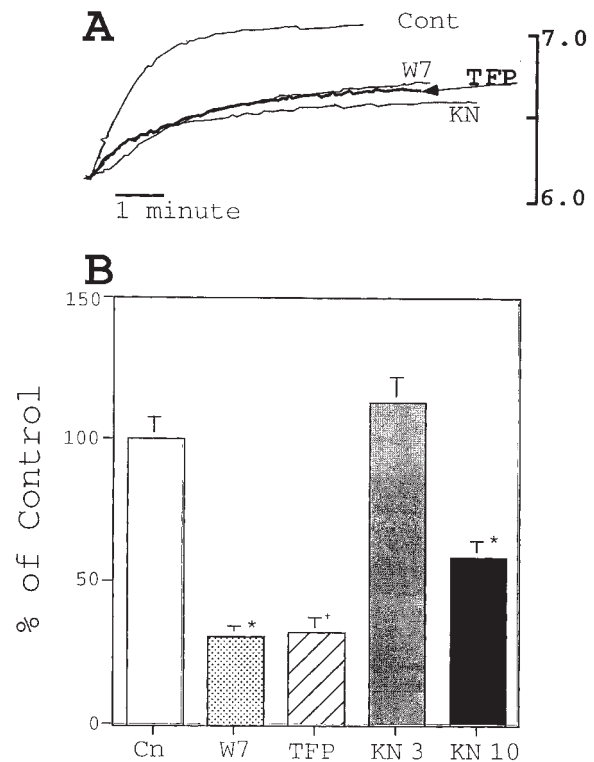 A
Cont
7.0
W7
TFP
KN
6.0
1 minute
B
150
100
50
0
% of Control
*
+
*
Cn W7 TFP KN 3 KN 10